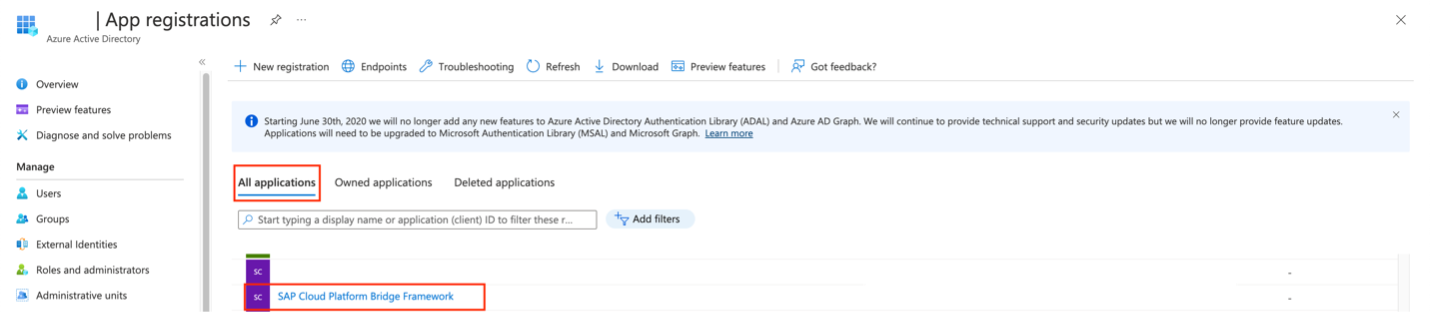 | App registrations
Azure Active Directory
Overview
Preview features
Diagnose and solve problems
Manage
Users
Groups
External Identities
Roles and administrators
Administrative units
New registration Endpoints Troubleshooting Refresh Download Preview features Got feedback?
Starting June 30th, 2020 we will no longer add any new features to Azure Active Directory Authentication Library (ADAL) and Azure AD Graph. We will continue to provide technical support and security updates but we will no longer provide feature updates.
Applications will need to be upgraded to Microsoft Authentication Library (MSAL) and Microsoft Graph. Learn more
All applications Owned applications Deleted applications
Start typing a display name or application (client) ID to filter these r... Add filters
SC -
SC SAP Cloud Platform Bridge Framework -